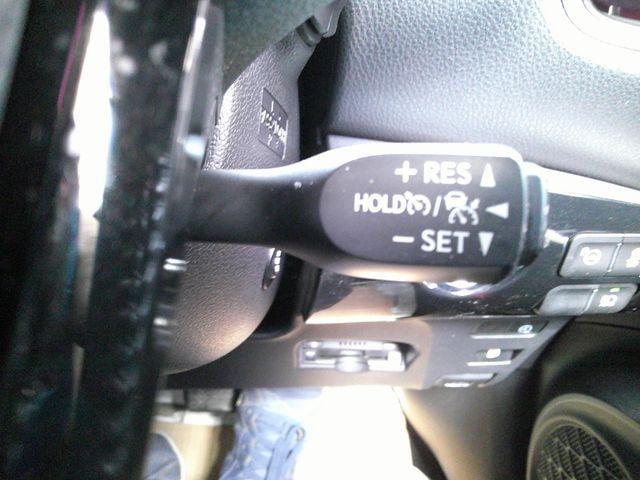 + RES ▲
HOLD / ◀
− SET ▼